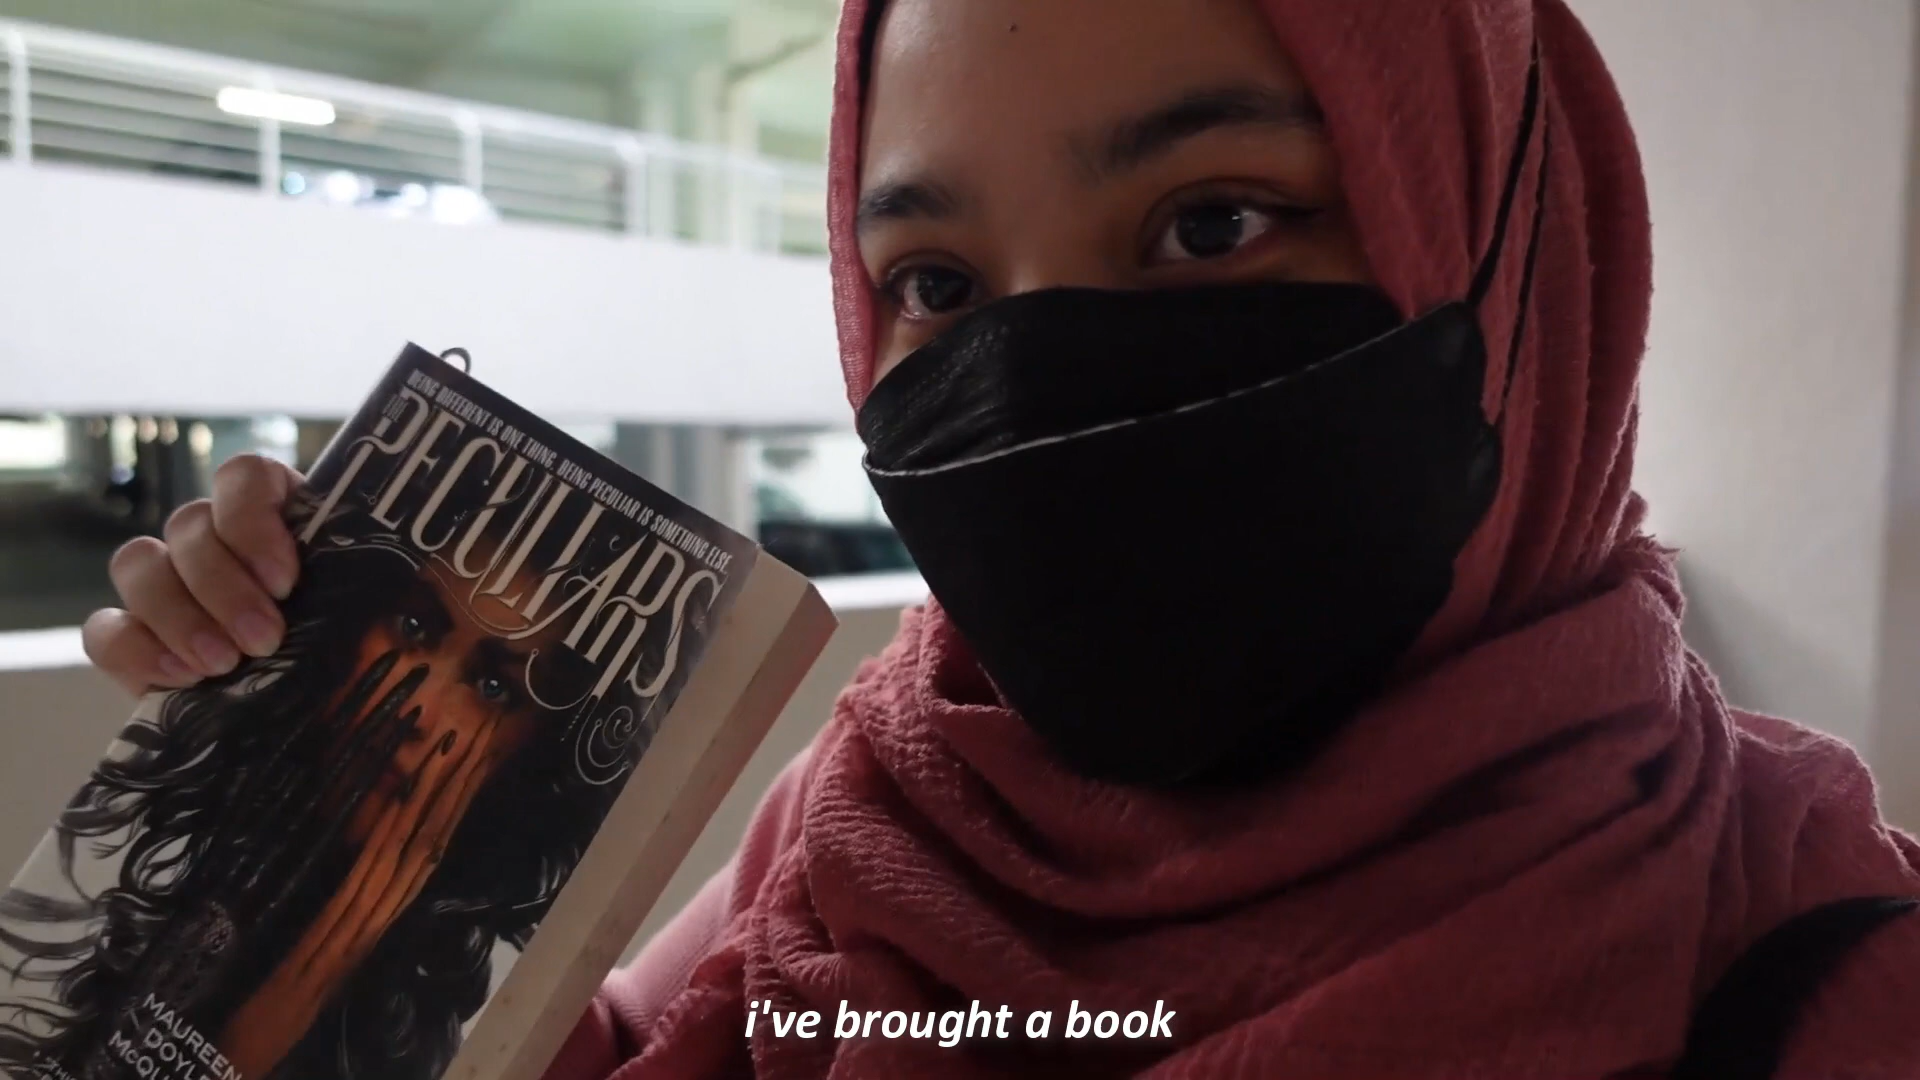 BEING DIFFERENT IS ONE THING. BEING PECULIAR IS SOMETHING ELSE.
THE
PECULIARS
MAUREEN
DOYLE
i've brought a book